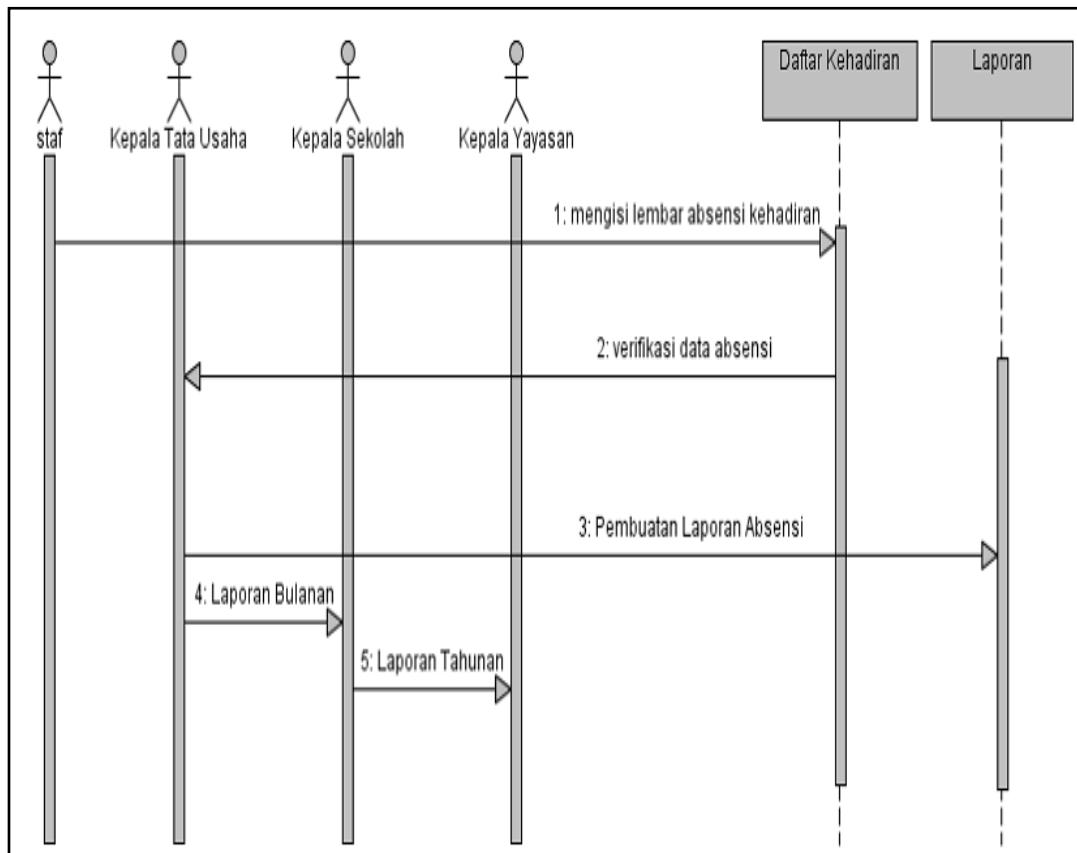 Daftar Kehadiran
Laporan
staf
Kepala Tata Usaha
Kepala Sekolah
Kepala Yayasan
1: mengisi lembar absensi kehadiran
2: verifikasi data absensi
3: Pembuatan Laporan Absensi
4: Laporan Bulanan
5: Laporan Tahunan